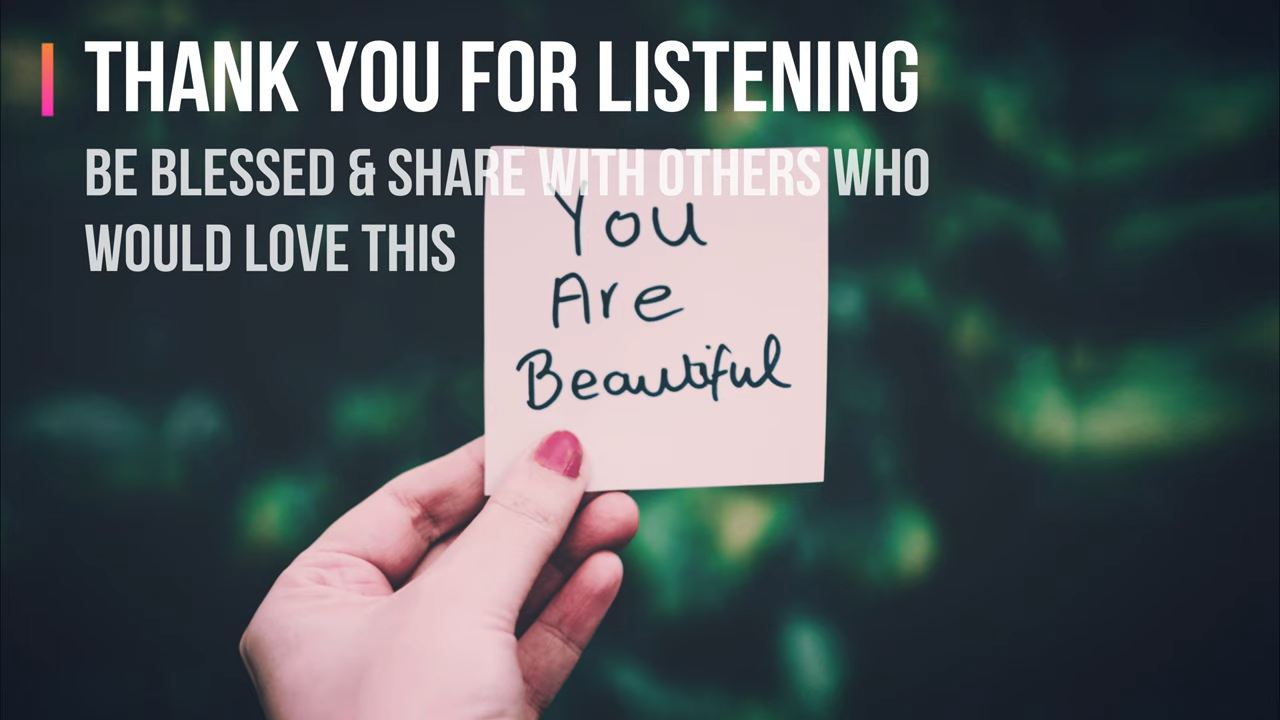 THANK YOU FOR LISTENING
BE BLESSED & SHARE WITH OTHERS WHO
WOULD LOVE THIS
You
Are
Beautiful